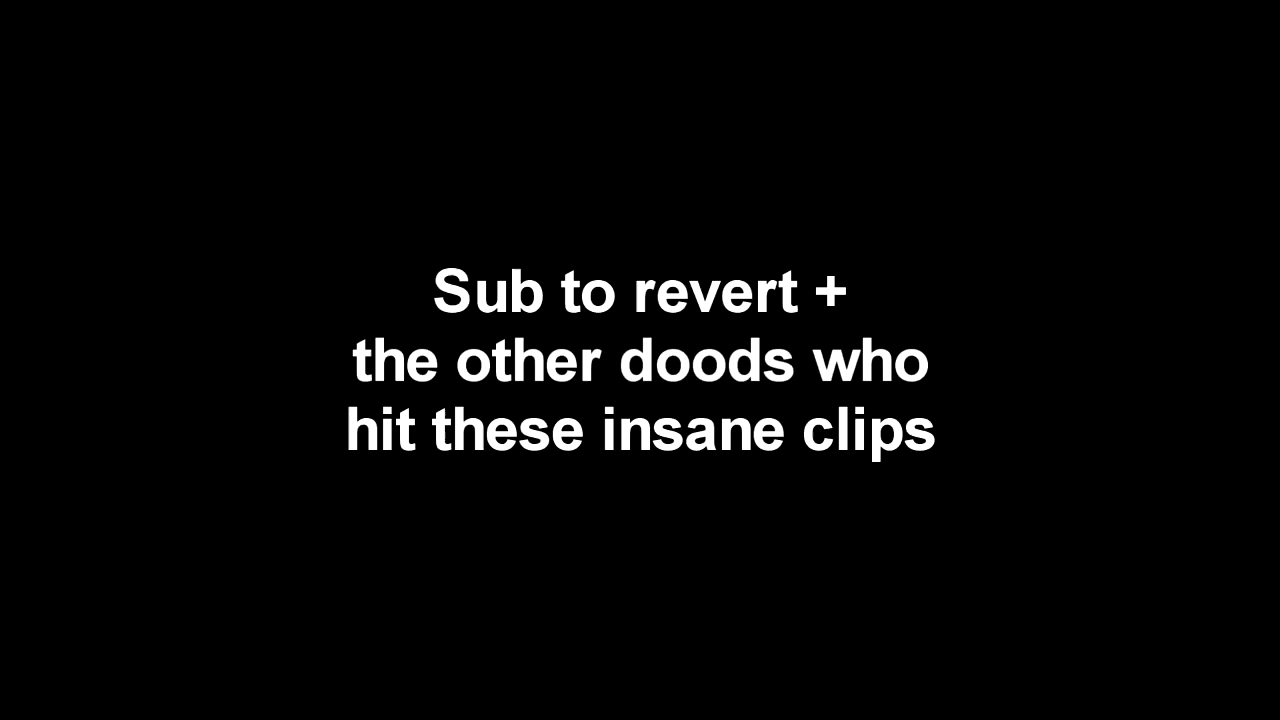 Sub to revert +
the other doods who
hit these insane clips